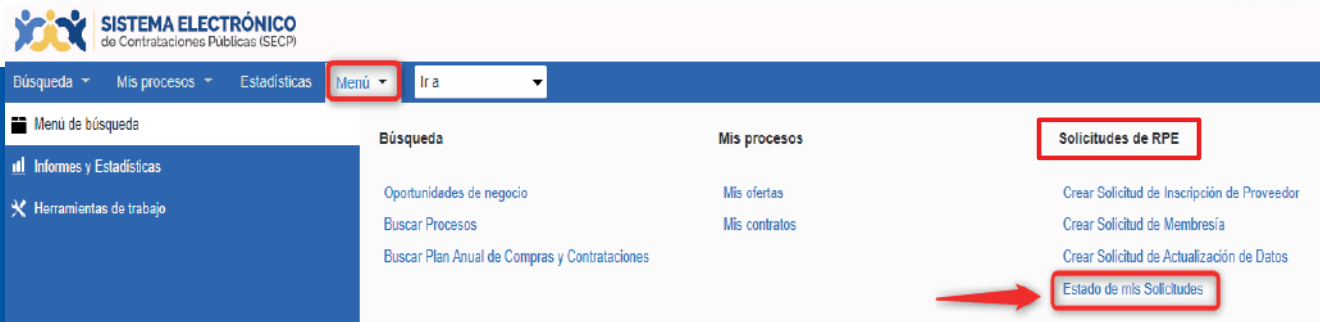 SISTEMA ELECTRÓNICO
de Contrataciones Públicas (SECP)
Búsqueda Mis procesos Estadísticas Menú Ir a
Menú de búsqueda
Informes y Estadísticas
Herramientas de trabajo
Búsqueda
Oportunidades de negocio
Buscar Procesos
Buscar Plan Anual de Compras y Contrataciones
Mis procesos
Mis ofertas
Mis contratos
Solicitudes de RPE
Crear Solicitud de Inscripción de Proveedor
Crear Solicitud de Membresía
Crear Solicitud de Actualización de Datos
Estado de mis Solicitudes